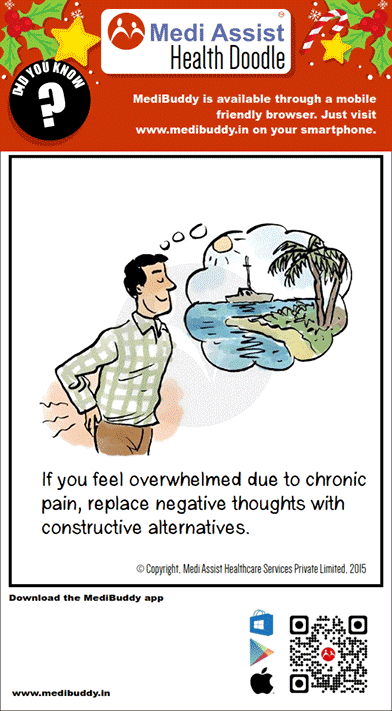 Medi Assist
Health Doodle
DID YOU KNOW
?
MediBuddy is available through a mobile
friendly browser. Just visit
www.medibuddy.in on your smartphone.
If you feel overwhelmed due to chronic
pain, replace negative thoughts with
constructive alternatives.
© Copyright, Medi Assist Healthcare Services Private Limited, 2015
Download the MediBuddy app
www.medibuddy.in